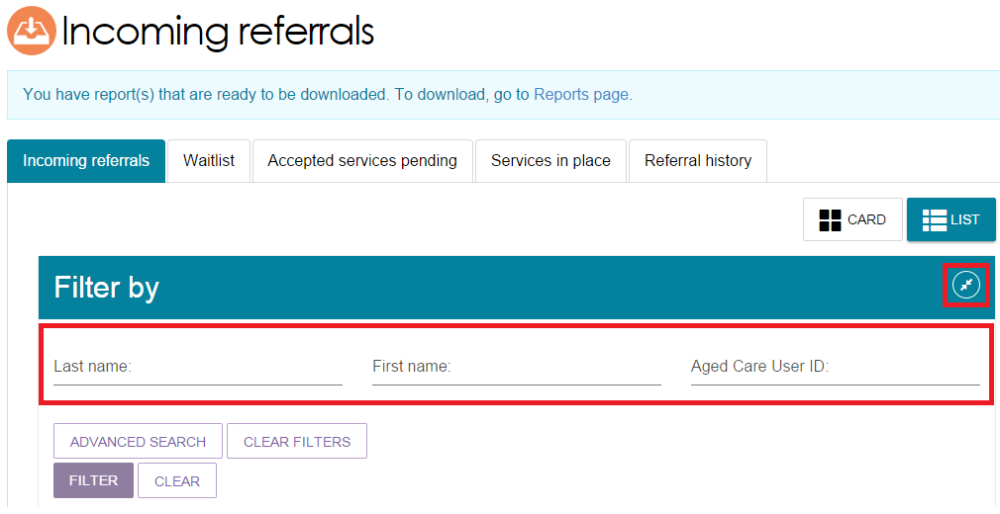 Incoming referrals
You have report(s) that are ready to be downloaded. To download, go to Reports page.
Incoming referrals Waitlist Accepted services pending Services in place Referral history
CARD LIST
Filter by
Last name: First name: Aged Care User ID:
ADVANCED SEARCH CLEAR FILTERS
FILTER CLEAR